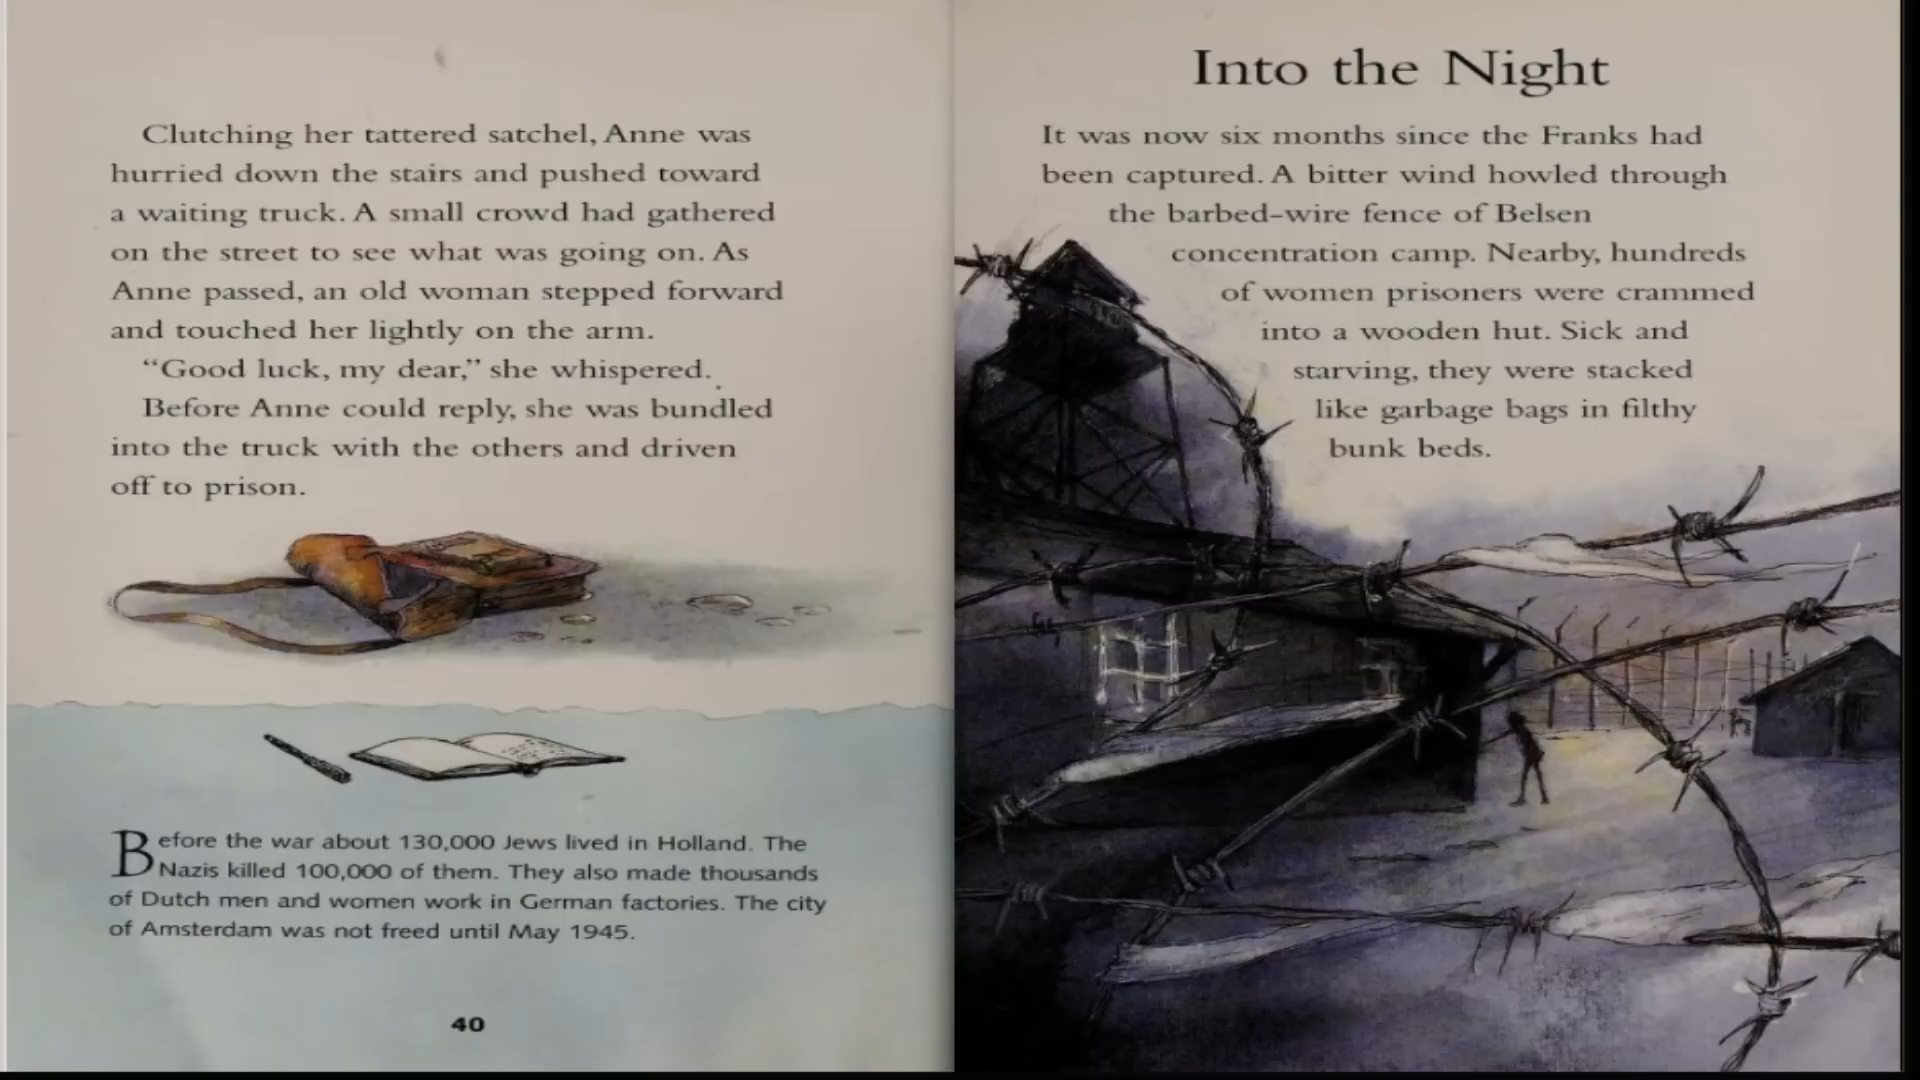 Clutching her tattered satchel, Anne was
hurried down the stairs and pushed toward
a waiting truck. A small crowd had gathered
on the street to see what was going on. As
Anne passed, an old woman stepped forward
and touched her lightly on the arm.
“Good luck, my dear,” she whispered.
Before Anne could reply, she was bundled
into the truck with the others and driven
off to prison.
Before the war about 130,000 Jews lived in Holland. The
Nazis killed 100,000 of them. They also made thousands
of Dutch men and women work in German factories. The city
of Amsterdam was not freed until May 1945.
40
Into the Night
It was now six months since the Franks had
been captured. A bitter wind howled through
the barbed-wire fence of Belsen
concentration camp. Nearby, hundreds
of women prisoners were crammed
into a wooden hut. Sick and
starving, they were stacked
like garbage bags in filthy
bunk beds.